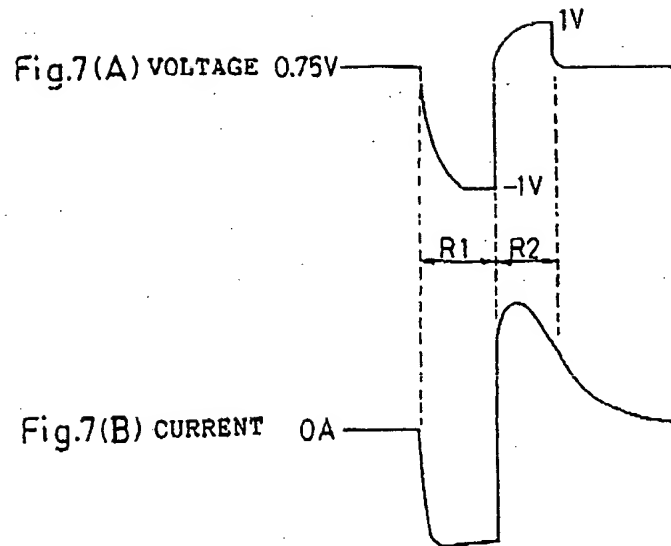 1V
Fig.7(A) VOLTAGE 0.75V
-1V
R1 R2
Fig.7(B) CURRENT 0A